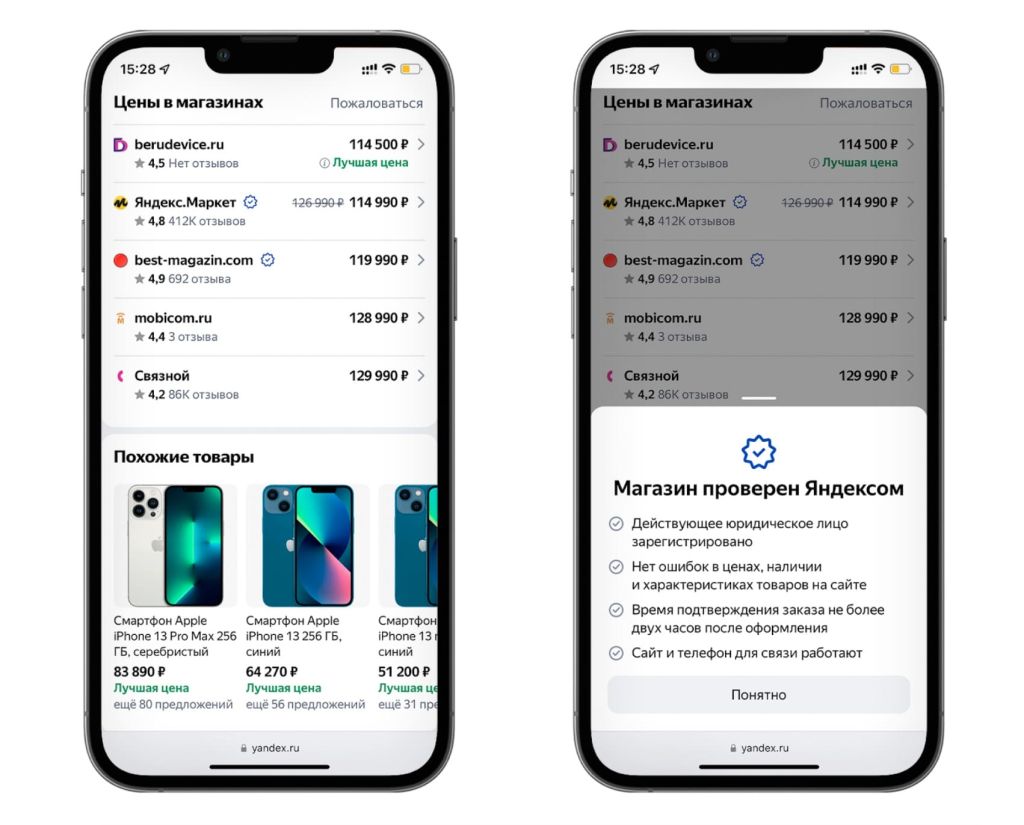 15:28
Цены в магазинах Пожаловаться
berudevice.ru 114 500 ₽
4,5 Нет отзывов Лучшая цена
Яндекс.Маркет 126 990 ₽ 114 990 ₽
4,8 412K отзывов
best-magazin.com 119 990 ₽
4,9 692 отзыва
mobicom.ru 128 990 ₽
4,4 3 отзыва
Связной 129 990 ₽
4,2 86K отзывов
Похожие товары
Смартфон Apple
iPhone 13 Pro Max 256
ГБ, серебристый
83 890 ₽
Лучшая цена
ещё 80 предложений
Смартфон Apple
iPhone 13 256 ГБ,
синий
64 270 ₽
Лучшая цена
ещё 56 предложений
Смартфон
iPhone 13
синий
51 200 ₽
Лучшая це
ещё 31 пре
yandex.ru
15:28
Цены в магазинах Пожаловаться
berudevice.ru 114 500 ₽
4,5 Нет отзывов Лучшая цена
Яндекс.Маркет 126 990 ₽ 114 990 ₽
4,8 412K отзывов
best-magazin.com 119 990 ₽
4,9 692 отзыва
mobicom.ru 128 990 ₽
4,4 3 отзыва
Связной 129 990 ₽
4,2 86K отзывов
Магазин проверен Яндексом
Действующее юридическое лицо
зарегистрировано
Нет ошибок в ценах, наличии
и характеристиках товаров на сайте
Время подтверждения заказа не более
двух часов после оформления
Сайт и телефон для связи работают
Понятно
yandex.ru